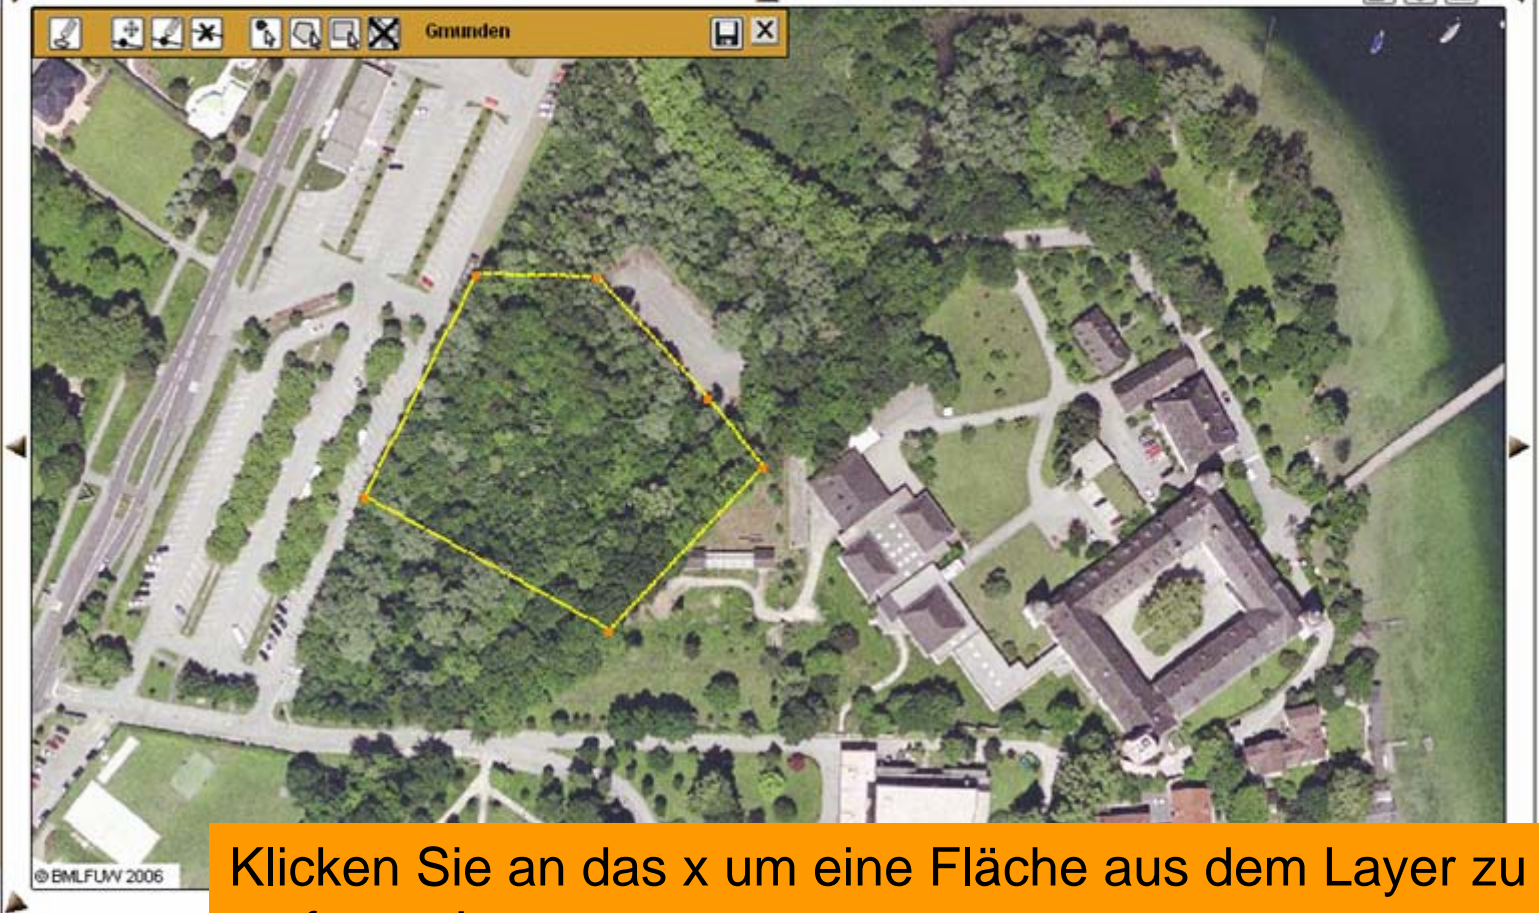 Gmunden
© BMLFUW 2006
Klicken Sie an das x um eine Fläche aus dem Layer zu